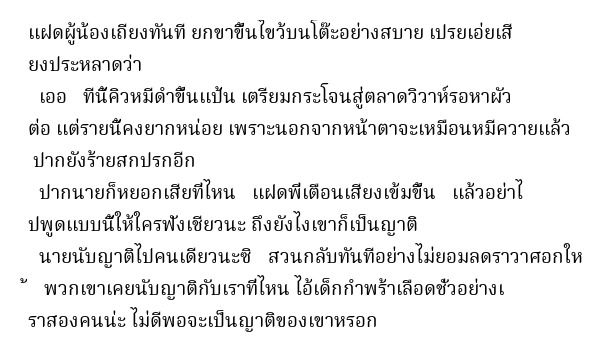 แฝดผู้น้องเถียงทันที ยกขาขึ้นไขว้บนโต๊ะอย่างสบาย เปรยเอ่ยเสี
ยงประหลาดว่า
เออ ทีนี้คิวหมีดำขึ้นแป้น เตรียมกระโจนสู่ตลาดวิวาห์รอหาผัว
ต่อ แต่รายนี้คงยากหน่อย เพราะนอกจากหน้าตาจะเหมือนหมีควายแล้ว
ปากยังร้ายสกปรกอีก
ปากนายก็หยอกเสียที่ไหน แฝดพี่เตือนเสียงเข้มขึ้น แล้วอย่าไ
ปพูดแบบนี้ให้ใครฟังเชียวนะ ถึงยังไงเขาก็เป็นญาติ
นายนับญาติไปคนเดียวนะซิ สวนกลับทันทีอย่างไม่ยอมลดราวาศอกให
้ พวกเขาเคยนับญาติกับเราที่ไหน ไอ้เด็กกำพร้าเลือดชั่วอย่างเ
ราสองคนน่ะ ไม่ดีพอจะเป็นญาติของเขาหรอก